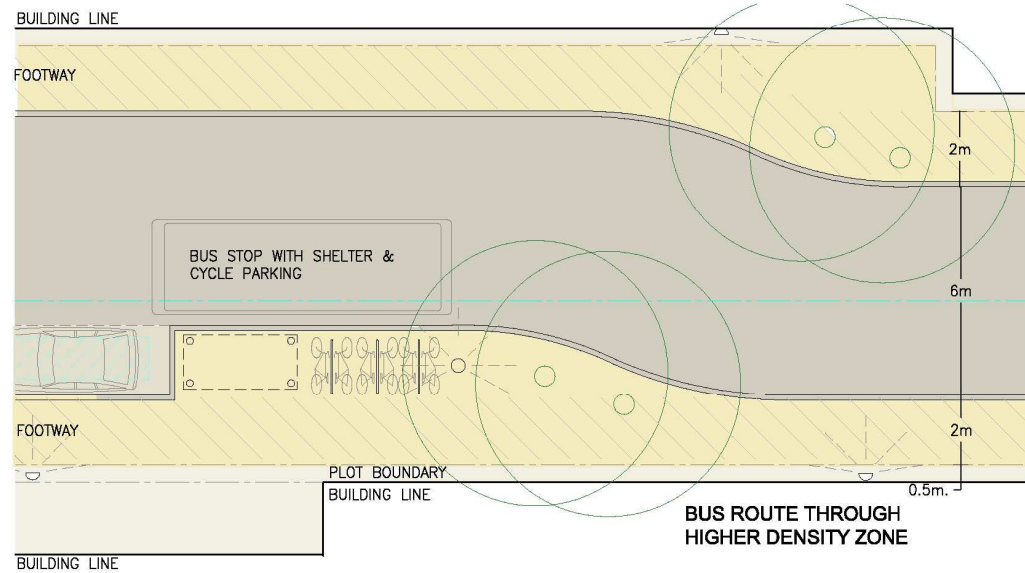 BUILDING LINE
FOOTWAY
2m
BUS STOP WITH SHELTER &
CYCLE PARKING
6m
FOOTWAY
2m
PLOT BOUNDARY
BUILDING LINE
0.5m.
BUS ROUTE THROUGH
HIGHER DENSITY ZONE
BUILDING LINE